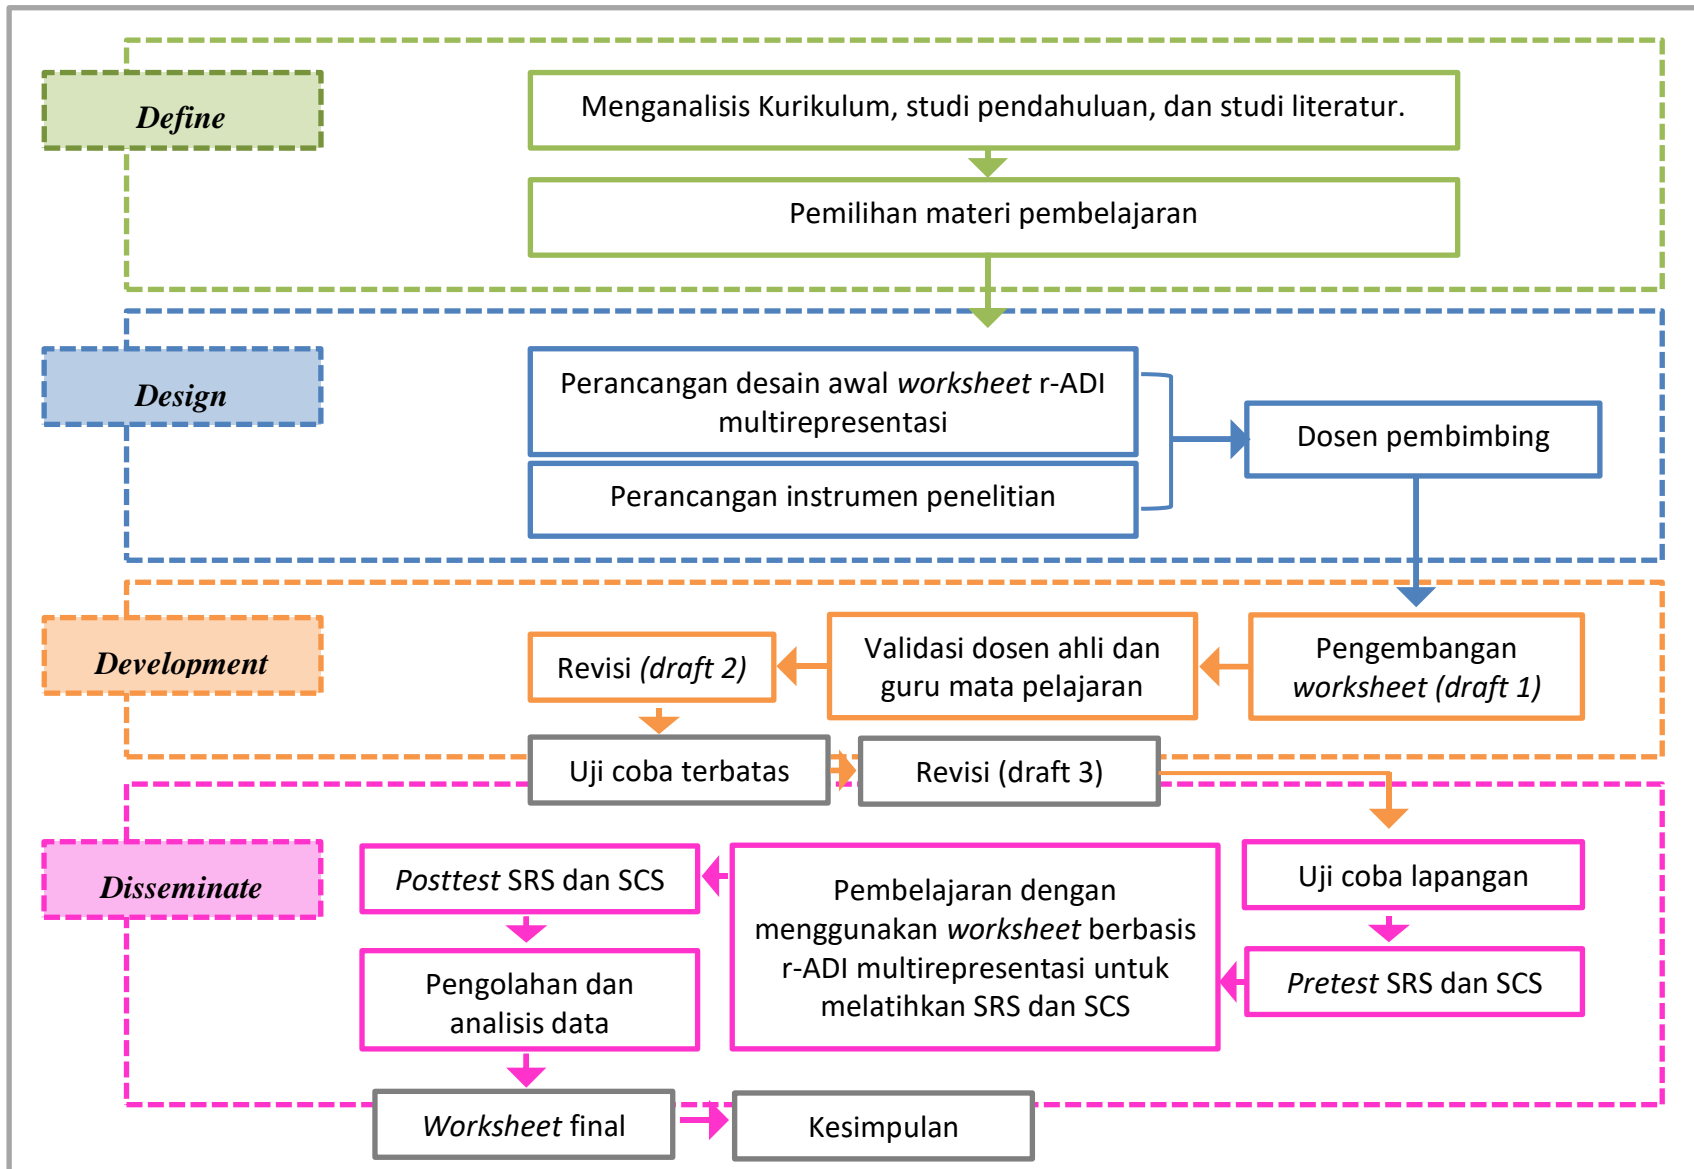 Define
Menganalisis Kurikulum, studi pendahuluan, dan studi literatur.
Pemilihan materi pembelajaran
Design
Perancangan desain awal worksheet r-ADI
multirepresentasi
Perancangan instrumen penelitian
Dosen pembimbing
Development
Pengembangan
worksheet (draft 1)
Validasi dosen ahli dan
guru mata pelajaran
Revisi (draft 2)
Uji coba terbatas
Revisi (draft 3)
Disseminate
Uji coba lapangan
Pretest SRS dan SCS
Pembelajaran dengan
menggunakan worksheet berbasis
r-ADI multirepresentasi untuk
melatihkan SRS dan SCS
Posttest SRS dan SCS
Pengolahan dan
analisis data
Worksheet final
Kesimpulan